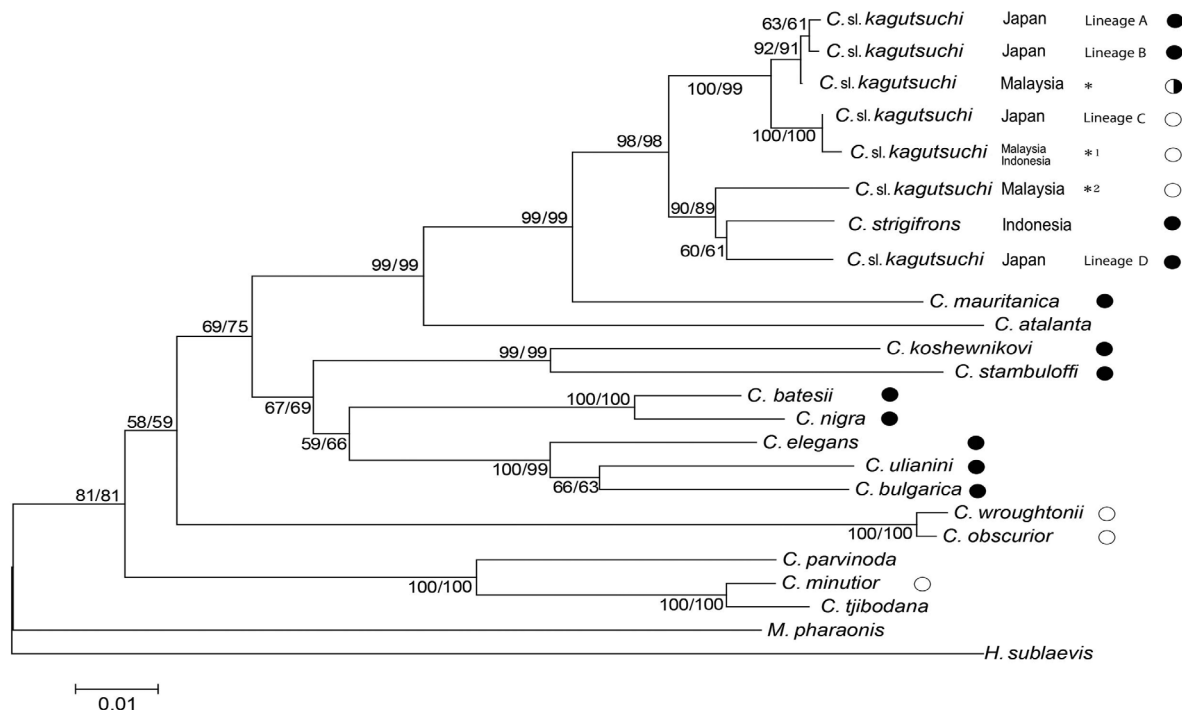 63/61
C. sl. kagutsuchi Japan Lineage A
92/91
C. sl. kagutsuchi Japan Lineage B
100/99
C. sl. kagutsuchi Malaysia *
C. sl. kagutsuchi Japan Lineage C
98/98
100/100
C. sl. kagutsuchi Malaysia Indonesia *1
C. sl. kagutsuchi Malaysia *2
90/89
99/99
C. strigifrons Indonesia
60/61
C. sl. kagutsuchi Japan Lineage D
99/99
C. mauritanica
C. atalanta
69/75
C. koshewnikovi
99/99
C. stambuloffi
67/69
C. batesii
100/100
C. nigra
58/59
59/66
C. elegans
100/99
C. ulianini
66/63
C. bulgarica
81/81
C. wroughtonii
100/100
C. obscurior
C. parvinoda
100/100
C. minutior
100/100
C. tjibodana
M. pharaonis
H. sublaevis
0.01